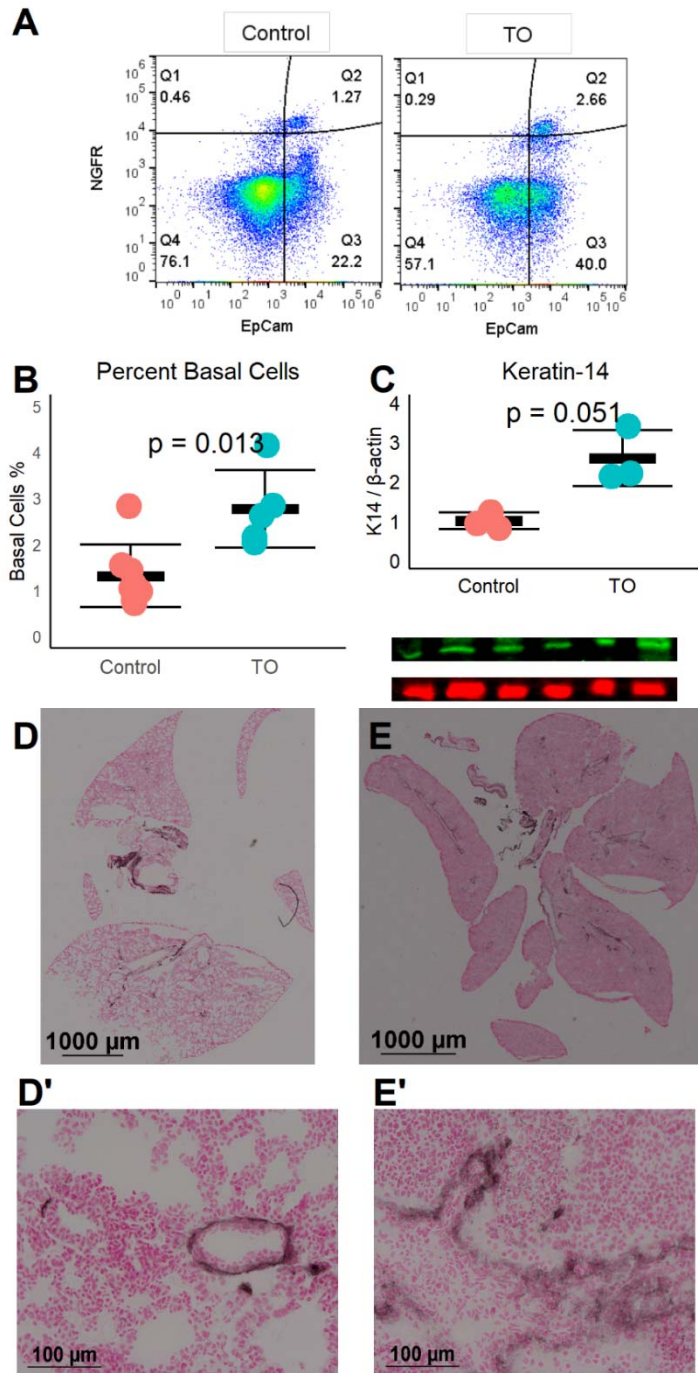 A
Control
TO
NGFR
10^6
10^5
10^4
10^3
10^2
10^1
10^0
Q1
0.46
Q2
1.27
Q4
76.1
Q3
22.2
10^0 10^1 10^2 10^3 10^4 10^5 10^6
EpCam
Q1
0.29
Q2
2.66
Q4
57.1
Q3
40.0
10^0 10^1 10^2 10^3 10^4 10^5 10^6
EpCam
B
Percent Basal Cells
Basal Cells %
5
4
3
2
1
0
p = 0.013
Control TO
C
Keratin-14
K14 / β-actin
4
3
2
1
0
p = 0.051
Control TO
D
1000 µm
E
1000 µm
D'
100 µm
E'
100 µm